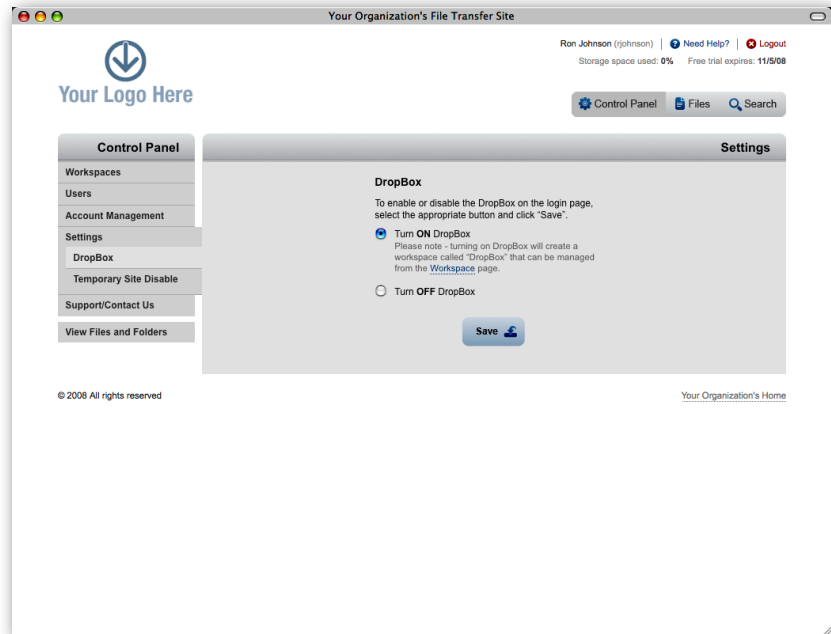 Your Organization's File Transfer Site
Ron Johnson (rjohnson) | Need Help? | Logout
Storage space used: 0% Free trial expires: 11/5/08
Your Logo Here
Control Panel Files Search
Control Panel
Settings
Workspaces
Users
Account Management
Settings
DropBox
Temporary Site Disable
Support/Contact Us
View Files and Folders
DropBox
To enable or disable the DropBox on the login page,
select the appropriate button and click “Save”.
Turn ON DropBox
Please note - turning on DropBox will create a
workspace called “DropBox” that can be managed
from the Workspace page.
Turn OFF DropBox
Save
© 2008 All rights reserved
Your Organization's Home